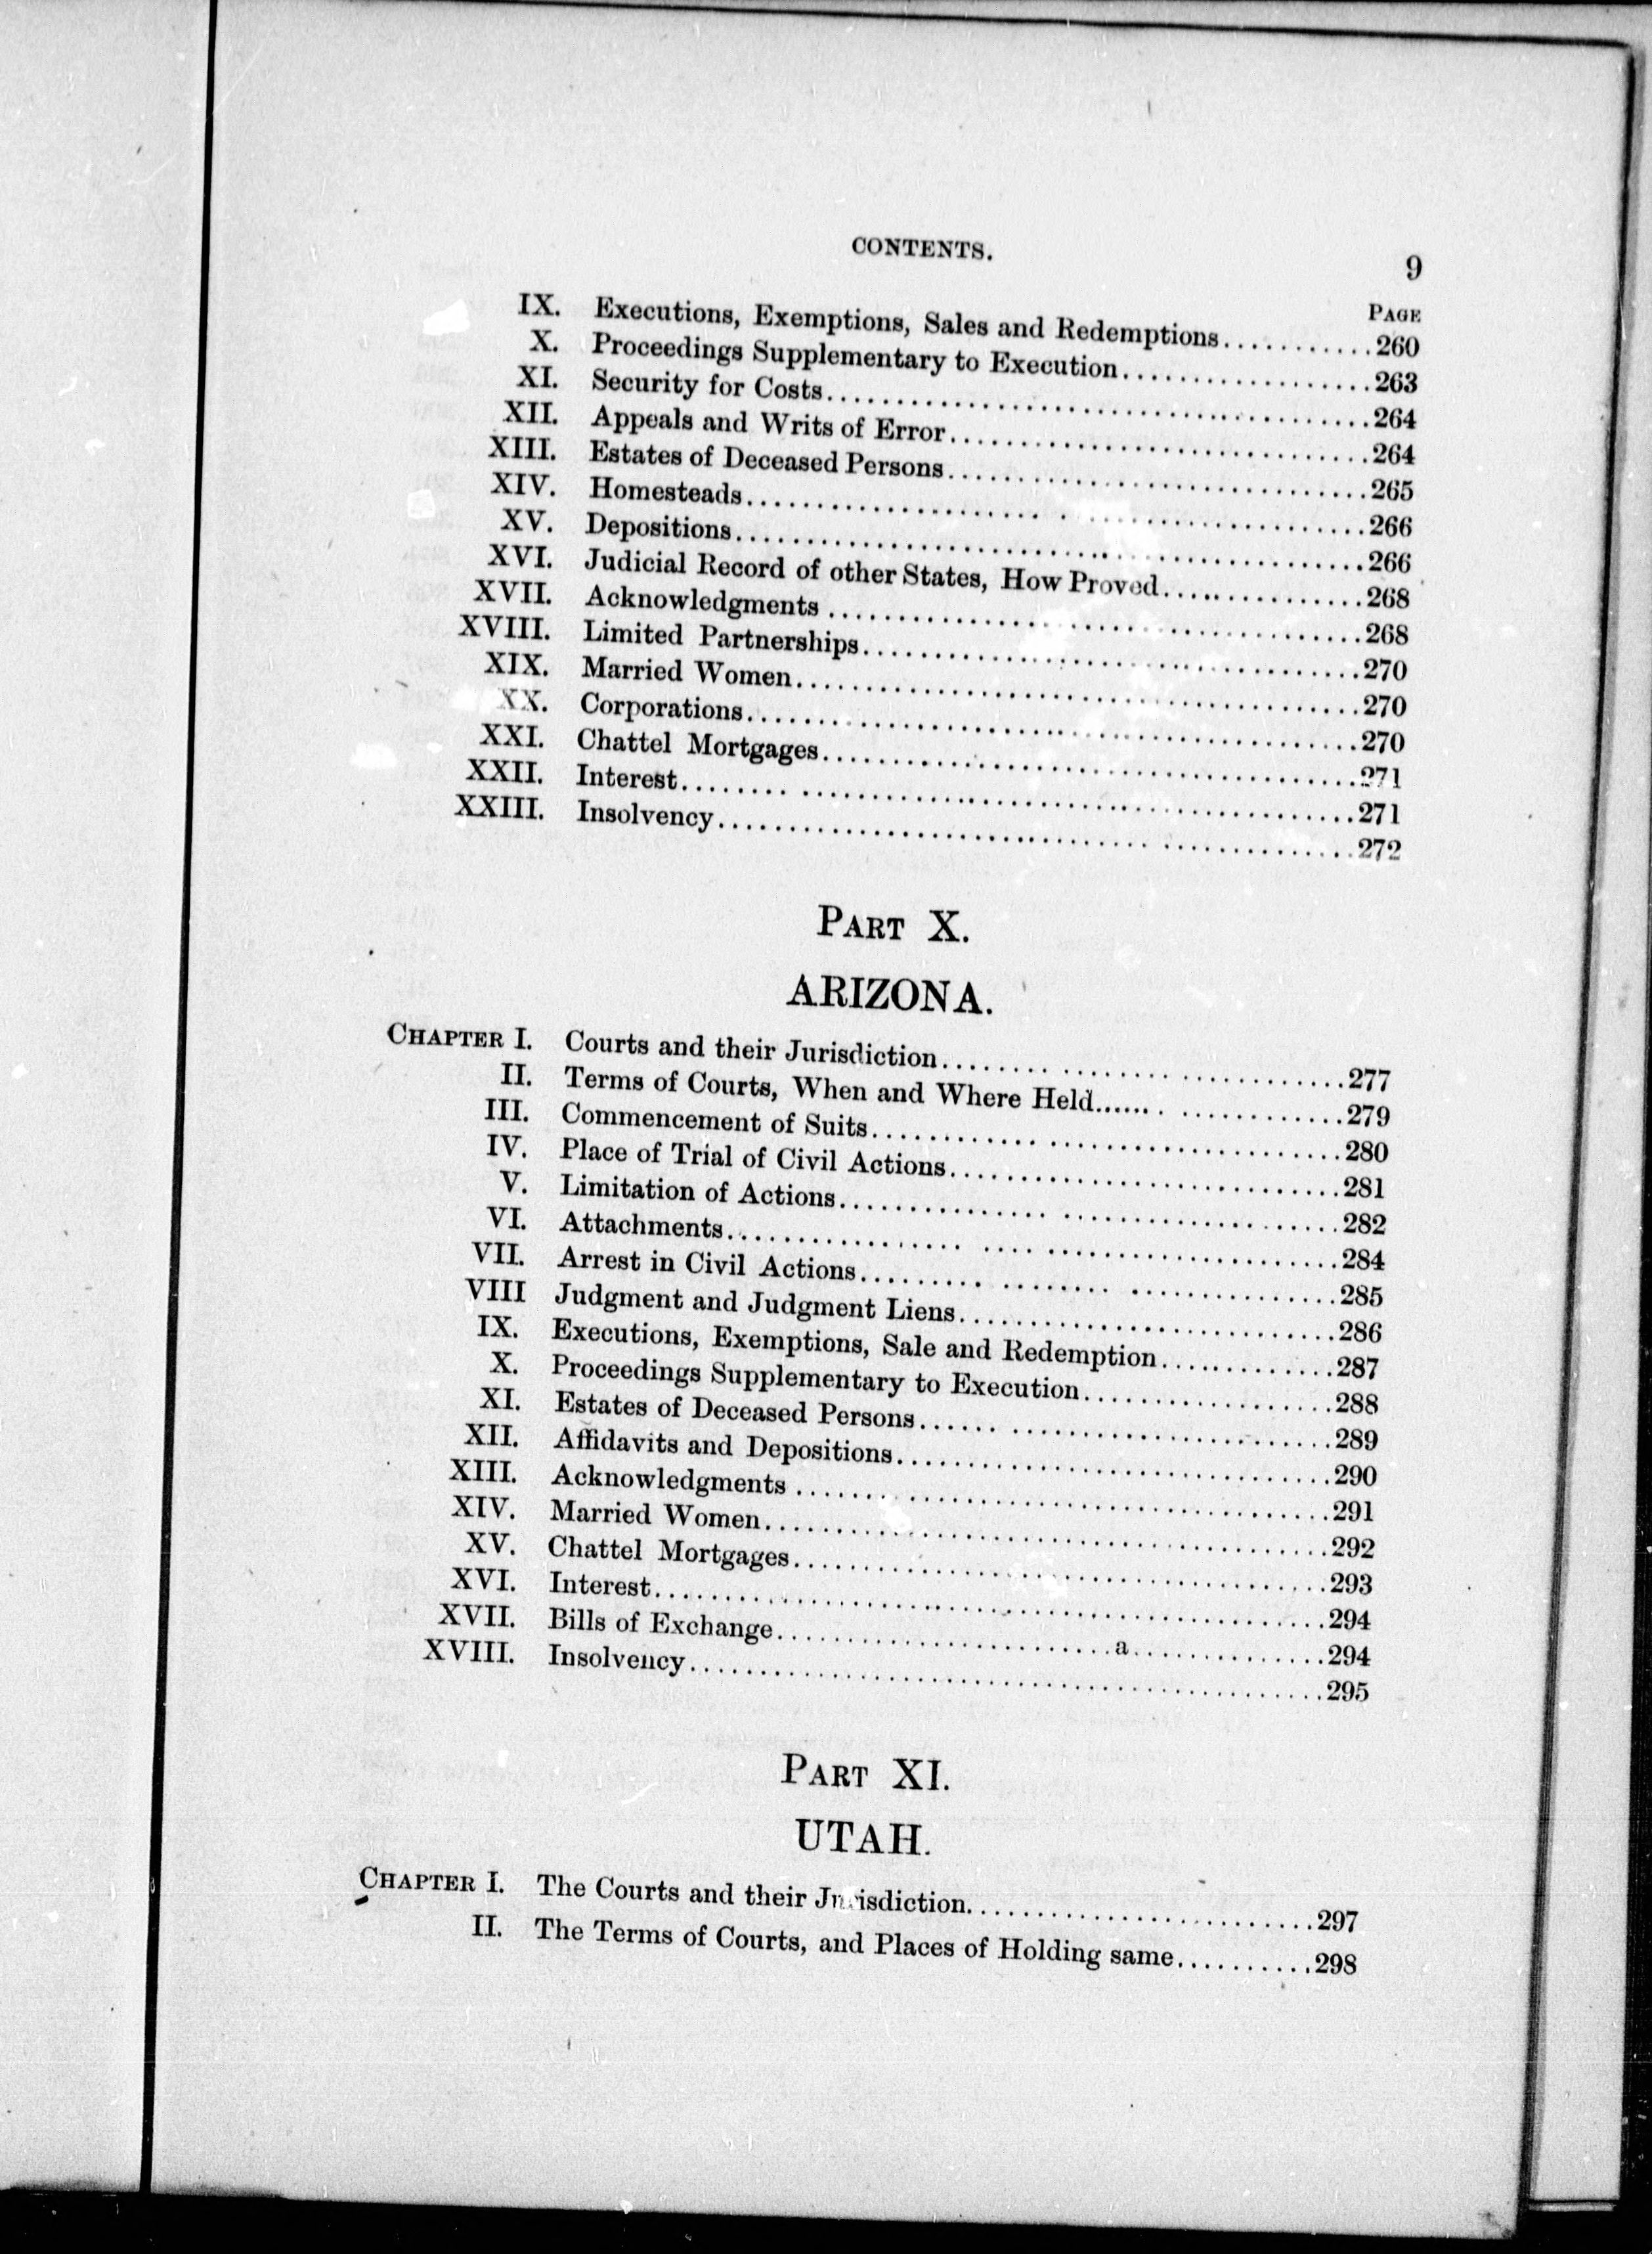 CONTENTS. 9
PAGE
IX. Executions, Exemptions, Sales and Redemptions...........260
X. Proceedings Supplementary to Execution..................263
XI. Security for Costs......................................264
XII. Appeals and Writs of Error..............................264
XIII. Estates of Deceased Persons.............................265
XIV. Homesteads..............................................266
XV. Depositions.............................................266
XVI. Judicial Record of other States, How Proved..............268
XVII. Acknowledgments ........................................268
XVIII. Limited Partnerships....................................270
XIX. Married Women...........................................270
XX. Corporations............................................270
XXI. Chattel Mortgages.......................................271
XXII. Interest................................................271
XXIII. Insolvency..............................................272
PART X.
ARIZONA.
CHAPTER I. Courts and their Jurisdiction...........................277
II. Terms of Courts, When and Where Held....................279
III. Commencement of Suits...................................280
IV. Place of Trial of Civil Actions.........................281
V. Limitation of Actions...................................282
VI. Attachments.............................................284
VII. Arrest in Civil Actions.................................285
VIII Judgment and Judgment Liens.............................286
IX. Executions, Exemptions, Sale and Redemption.............287
X. Proceedings Supplementary to Execution..................288
XI. Estates of Deceased Persons.............................289
XII. Affidavits and Depositions..............................290
XIII. Acknowledgments ........................................291
XIV. Married Women...........................................292
XV. Chattel Mortgages.......................................293
XVI. Interest................................................294
XVII. Bills of Exchange........................a..............294
XVIII. Insolvency..............................................295
PART XI.
UTAH.
CHAPTER I. The Courts and their Jurisdiction.........................297
II. The Terms of Courts, and Places of Holding same..........298